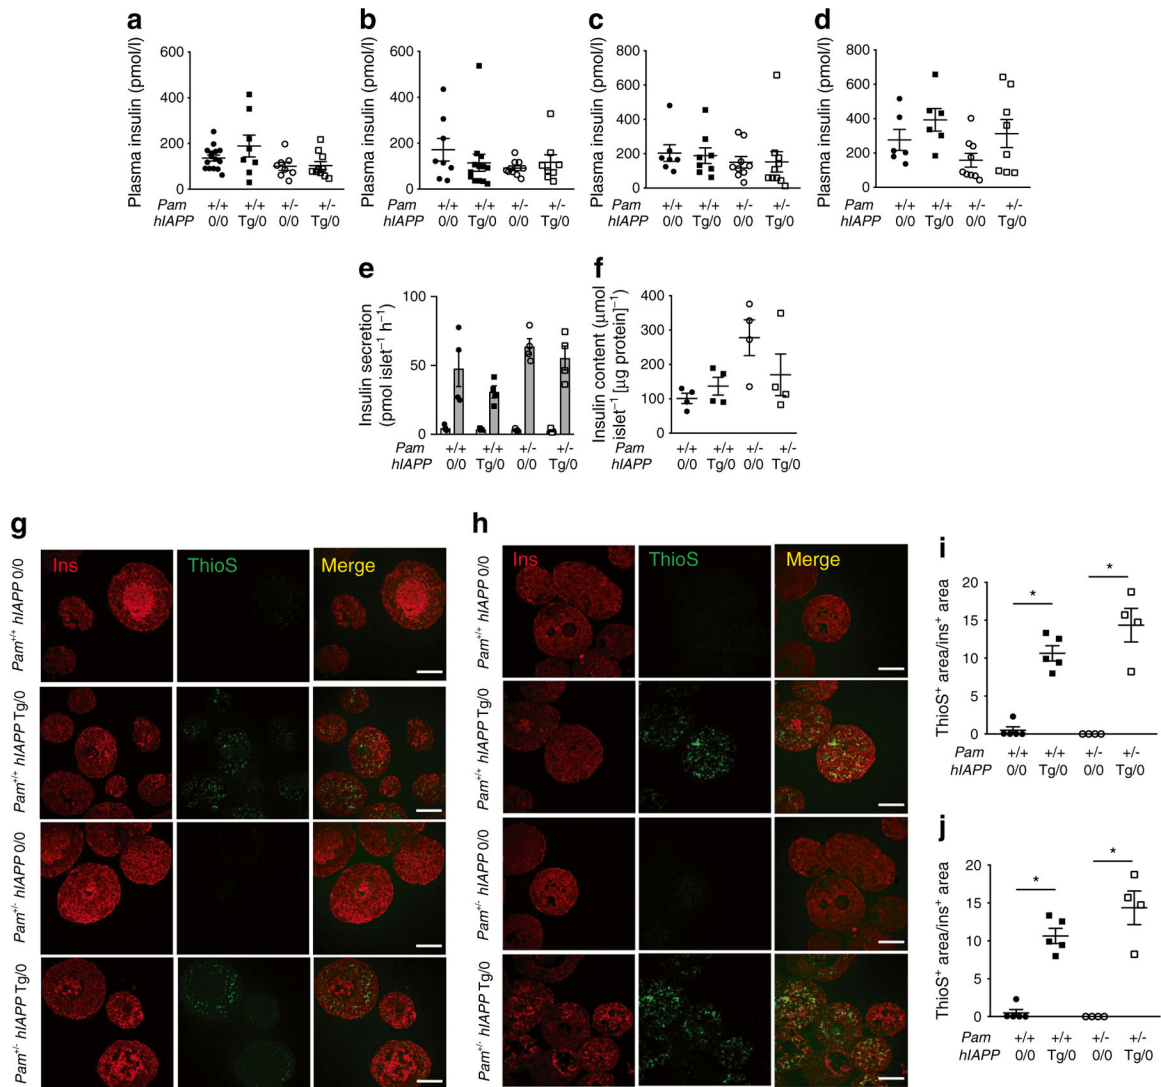 a
Plasma insulin (pmol/l)
600
400
200
0
Pam +/+ +/+ +/- +/-
hIAPP 0/0 Tg/0 0/0 Tg/0
b
Plasma insulin (pmol/l)
600
400
200
0
+/+ +/+ +/- +/-
0/0 Tg/0 0/0 Tg/0
c
Plasma insulin (pmol/l)
800
600
400
200
0
+/+ +/+ +/- +/-
0/0 Tg/0 0/0 Tg/0
d
Plasma insulin (pmol/l)
800
600
400
200
0
+/+ +/+ +/- +/-
0/0 Tg/0 0/0 Tg/0
e
Insulin secretion
(pmol islet⁻¹ h⁻¹)
100
50
0
Pam +/+ +/+ +/- +/-
hIAPP 0/0 Tg/0 0/0 Tg/0
f
Insulin content (μmol
islet⁻¹ [μg protein]⁻¹)
400
300
200
100
0
Pam +/+ +/+ +/- +/-
hIAPP 0/0 Tg/0 0/0 Tg/0
g
Ins ThioS Merge
Pam⁺/⁺ hIAPP 0/0
Pam⁺/⁺ hIAPP Tg/0
Pam⁺/⁻ hIAPP 0/0
Pam⁺/⁻ hIAPP Tg/0
h
Ins ThioS Merge
Pam⁺/⁺ hIAPP 0/0
Pam⁺/⁺ hIAPP Tg/0
Pam⁺/⁻ hIAPP 0/0
Pam⁺/⁻ hIAPP Tg/0
i
ThioS⁺ area/ins⁺ area
20
15
10
5
0
* *
Pam +/+ +/+ +/- +/-
hIAPP 0/0 Tg/0 0/0 Tg/0
j
ThioS⁺ area/ins⁺ area
20
15
10
5
0
* *
Pam +/+ +/+ +/- +/-
hIAPP 0/0 Tg/0 0/0 Tg/0